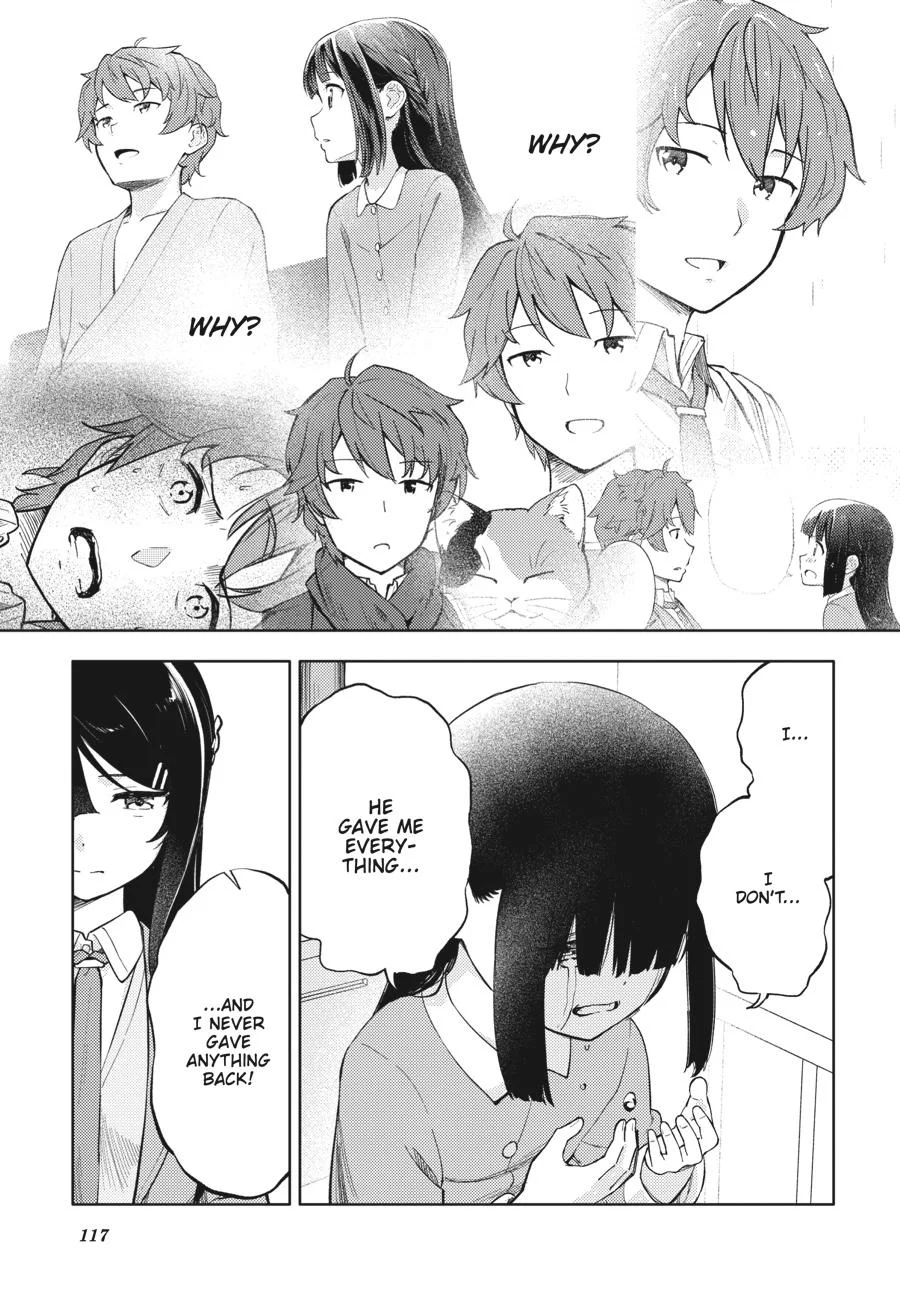 WHY?
WHY?
I...
I
DON'T...
HE
GAVE ME
EVERY-
THING...
...AND
I NEVER
GAVE
ANYTHING
BACK!
117